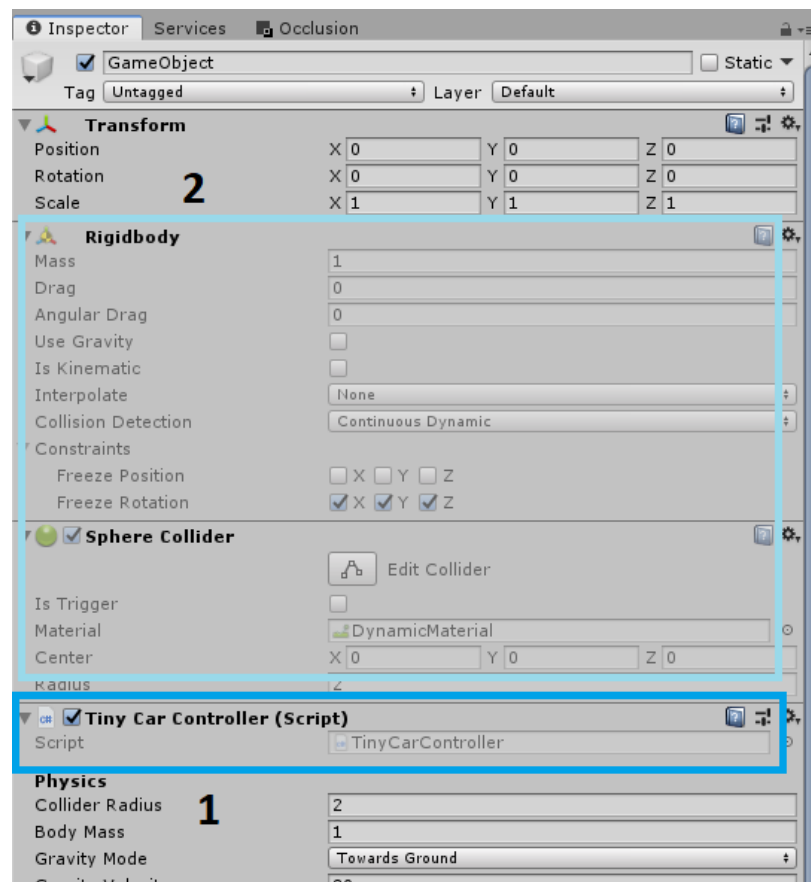 Inspector Services Occlusion
GameObject Static
Tag Untagged Layer Default
Transform
Position X 0 Y 0 Z 0
Rotation X 0 Y 0 Z 0
2
Scale X 1 Y 1 Z 1
Rigidbody
Mass 1
Drag 0
Angular Drag 0
Use Gravity
Is Kinematic
Interpolate None
Collision Detection Continuous Dynamic
Constraints
Freeze Position X Y Z
Freeze Rotation X Y Z
Sphere Collider
Edit Collider
Is Trigger
Material DynamicMaterial
Center X 0 Y 0 Z 0
Radius 2
c# Tiny Car Controller (Script)
Script TinyCarController
Physics
Collider Radius 2
1
Body Mass 1
Gravity Mode Towards Ground